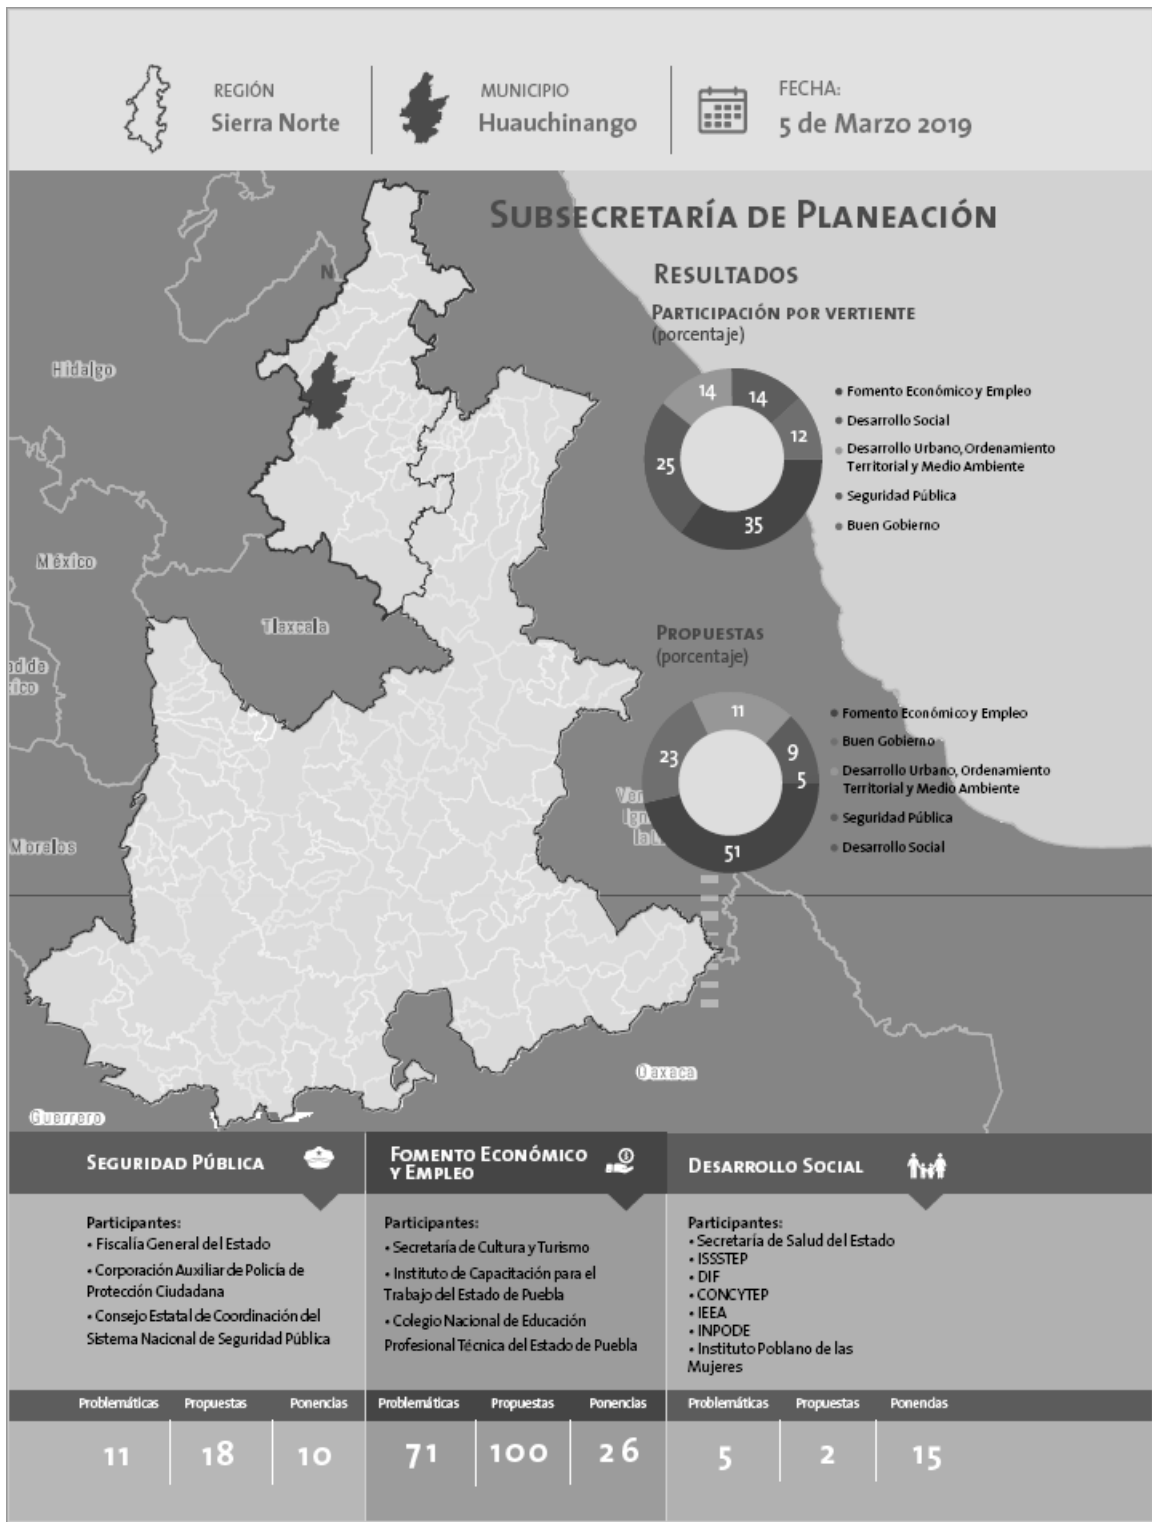 REGIÓN
Sierra Norte
MUNICIPIO
Huauchinango
FECHA:
5 de Marzo 2019
SUBSECRETARÍA DE PLANEACIÓN
RESULTADOS
PARTICIPACIÓN POR VERTIENTE
(porcentaje)
N
Hidalgo
México
Tlaxcala
Morelos
Guerrero
Oaxaca
14
14
12
25
35
• Fomento Económico y Empleo
• Desarrollo Social
• Desarrollo Urbano, Ordenamiento
Territorial y Medio Ambiente
• Seguridad Pública
• Buen Gobierno
PROPUESTAS
(porcentaje)
11
9
23
5
51
• Fomento Económico y Empleo
• Buen Gobierno
• Desarrollo Urbano, Ordenamiento
Territorial y Medio Ambiente
• Seguridad Pública
• Desarrollo Social
SEGURIDAD PÚBLICA
Participantes:
• Fiscalía General del Estado
• Corporación Auxiliar de Policía de
Protección Ciudadana
• Consejo Estatal de Coordinación del
Sistema Nacional de Seguridad Pública
Problemáticas Propuestas Ponencias
11 18 10
FOMENTO ECONÓMICO
Y EMPLEO
Participantes:
• Secretaría de Cultura y Turismo
• Instituto de Capacitación para el
Trabajo del Estado de Puebla
• Colegio Nacional de Educación
Profesional Técnica del Estado de Puebla
Problemáticas Propuestas Ponencias
71 100 26
DESARROLLO SOCIAL
Participantes:
• Secretaría de Salud del Estado
• ISSSTEP
• DIF
• CONCYTEP
• IEEA
• INPODE
• Instituto Poblano de las
Mujeres
Problemáticas Propuestas Ponencias
5 2 15